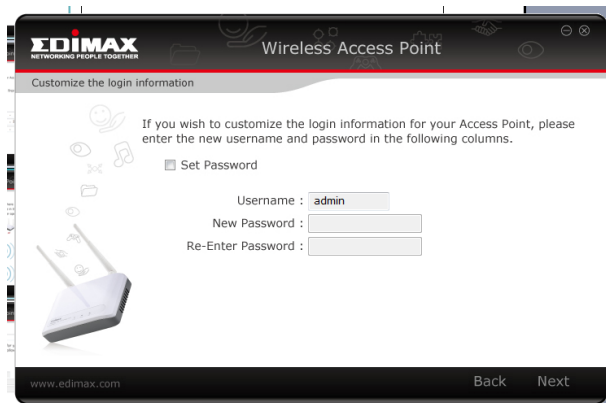 EDIMAX
NETWORKING PEOPLE TOGETHER
Wireless Access Point
Customize the login information
If you wish to customize the login information for your Access Point, please
enter the new username and password in the following columns.
Set Password
Username : admin
New Password :
Re-Enter Password :
www.edimax.com
Back Next